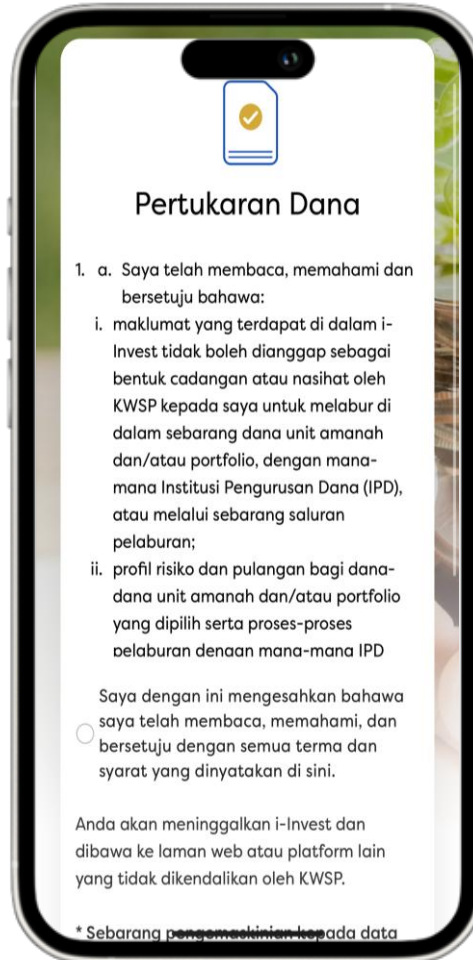 Pertukaran Dana
1. a. Saya telah membaca, memahami dan
bersetuju bahawa:
i. maklumat yang terdapat di dalam i-
Invest tidak boleh dianggap sebagai
bentuk cadangan atau nasihat oleh
KWSP kepada saya untuk melabur di
dalam sebarang dana unit amanah
dan/atau portfolio, dengan mana-
mana Institusi Pengurusan Dana (IPD),
atau melalui sebarang saluran
pelaburan;
ii. profil risiko dan pulangan bagi dana-
dana unit amanah dan/atau portfolio
yang dipilih serta proses-proses
pelaburan dengan mana-mana IPD
Saya dengan ini mengesahkan bahawa
saya telah membaca, memahami, dan
bersetuju dengan semua terma dan
syarat yang dinyatakan di sini.
Anda akan meninggalkan i-Invest dan
dibawa ke laman web atau platform lain
yang tidak dikendalikan oleh KWSP.
* Sebarang pengemaskinian kepada data